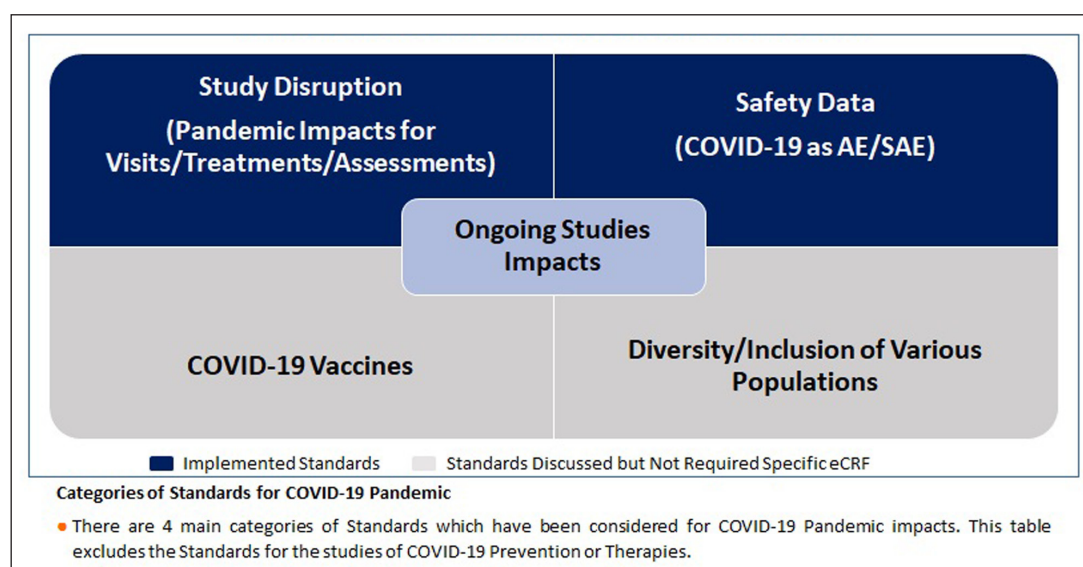 Study Disruption
(Pandemic Impacts for
Visits/Treatments/Assessments)
Safety Data
(COVID-19 as AE/SAE)
Ongoing Studies
Impacts
COVID-19 Vaccines
Diversity/Inclusion of Various
Populations
Implemented Standards
Standards Discussed but Not Required Specific eCRF
Categories of Standards for COVID-19 Pandemic
• There are 4 main categories of Standards which have been considered for COVID-19 Pandemic impacts. This table
excludes the Standards for the studies of COVID-19 Prevention or Therapies.